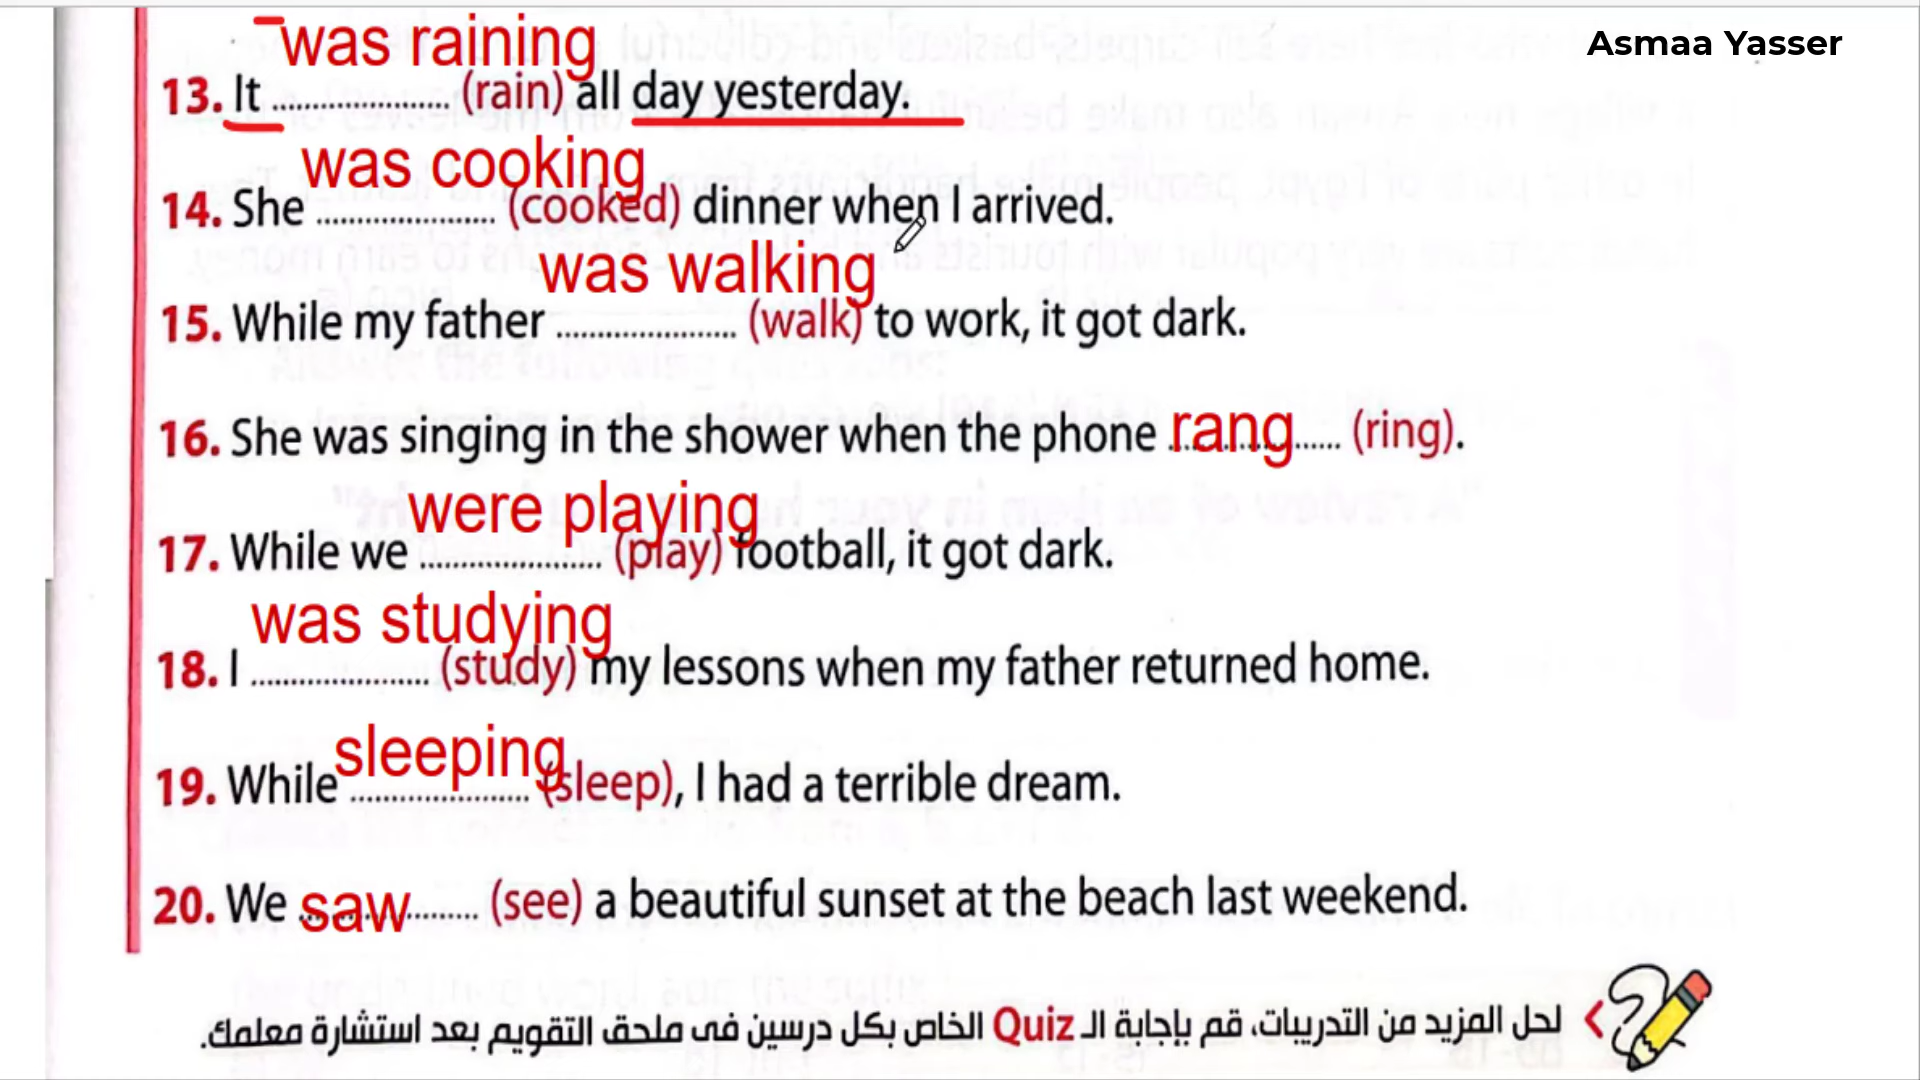 Asmaa Yasser
was raining
13. It .................... (rain) all day yesterday.
was cooking
14. She .................... (cooked) dinner when I arrived.
was walking
15. While my father .................... (walk) to work, it got dark.
16. She was singing in the shower when the phone rang (ring).
were playing
17. While we .................... (play) football, it got dark.
was studying
18. I .................... (study) my lessons when my father returned home.
sleeping
19. While .................... (sleep), I had a terrible dream.
20. We saw (see) a beautiful sunset at the beach last weekend.
لحل المزيد من التدريبات، قم بإجابة الـ Quiz الخاص بكل درسين فى ملحق التقويم بعد استشارة معلمك.